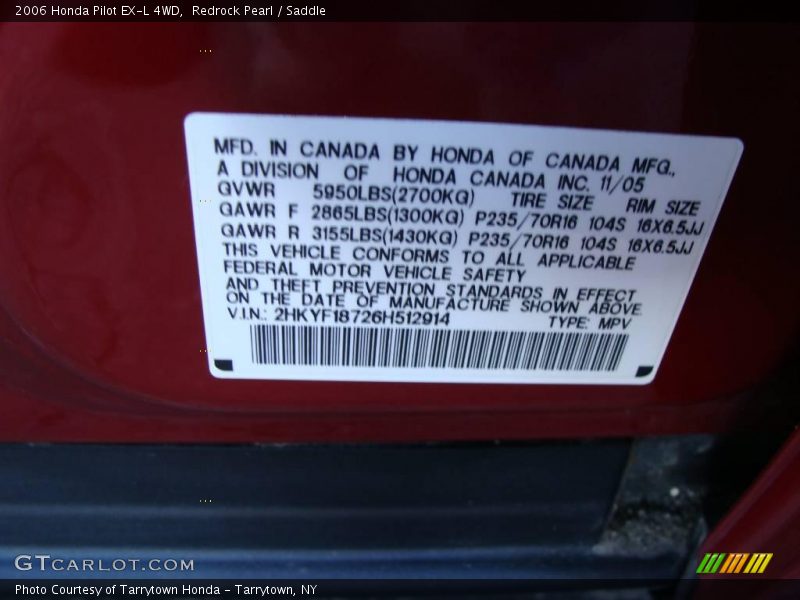 2006 Honda Pilot EX-L 4WD,  Redrock Pearl / Saddle
MFD. IN CANADA BY HONDA OF CANADA MFG.,
A DIVISION OF HONDA CANADA INC. 11/05
GVWR 5950LBS(2700KG) TIRE SIZE RIM SIZE
GAWR F 2865LBS(1300KG) P235/70R16 104S 16X6.5JJ
GAWR R 3155LBS(1430KG) P235/70R16 104S 16X6.5JJ
THIS VEHICLE CONFORMS TO ALL APPLICABLE
FEDERAL MOTOR VEHICLE SAFETY
AND THEFT PREVENTION STANDARDS IN EFFECT
ON THE DATE OF MANUFACTURE SHOWN ABOVE.
V.I.N.: 2HKYF18726H512914 TYPE: MPV
GTCARLOT.COM
Photo Courtesy of Tarrytown Honda - Tarrytown, NY